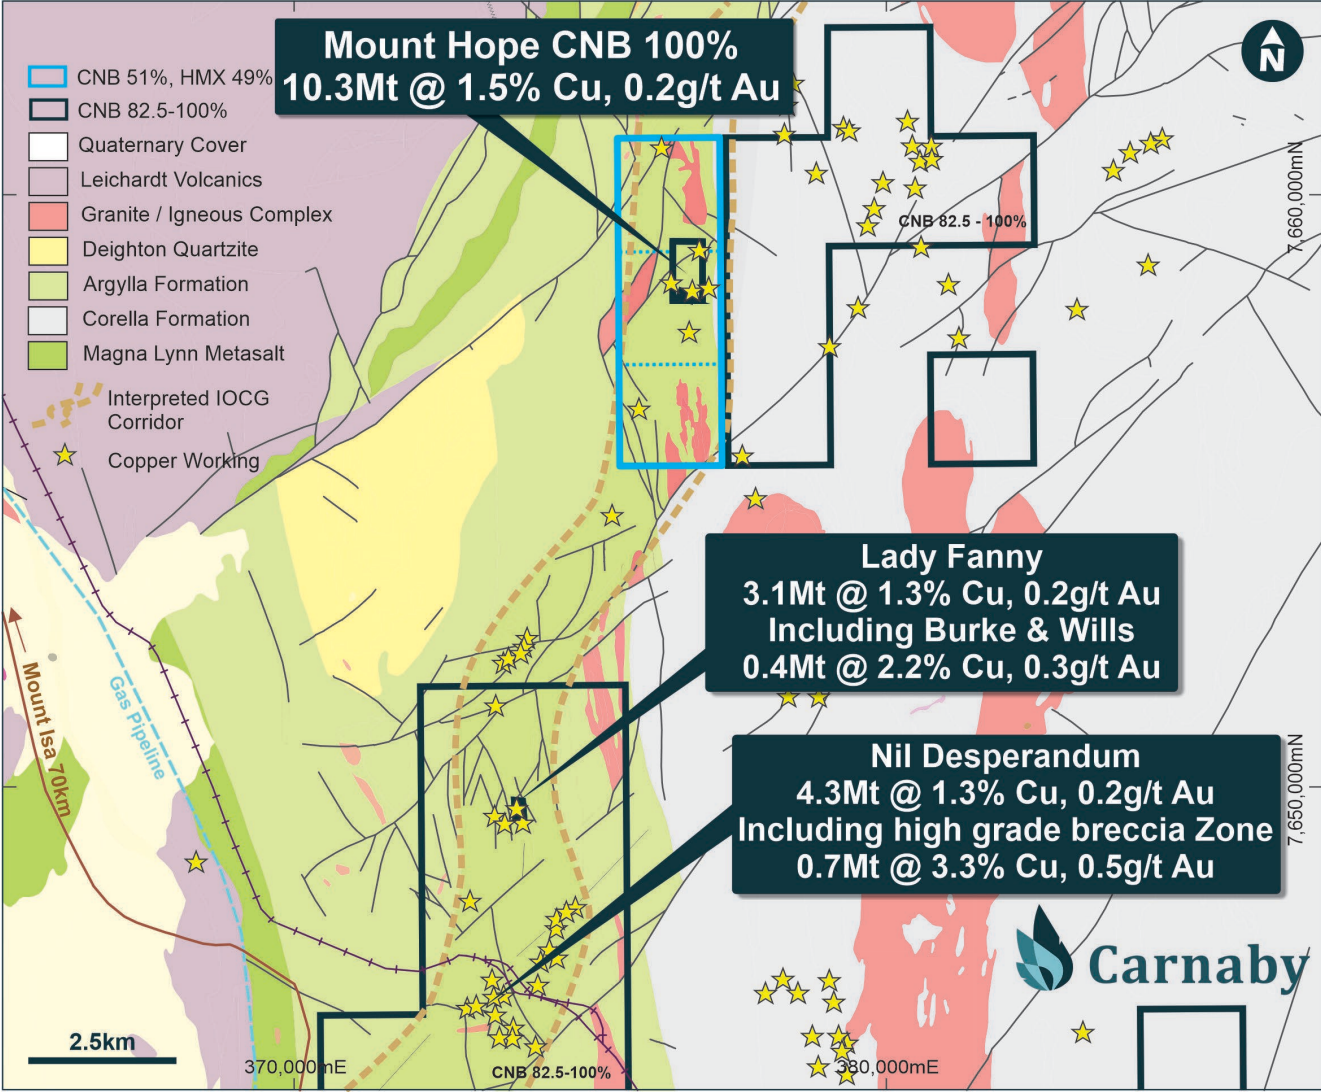 Mount Hope CNB 100%
10.3Mt @ 1.5% Cu, 0.2g/t Au
N
CNB 51%, HMX 49%
CNB 82.5-100%
Quaternary Cover
Leichardt Volcanics
Granite / Igneous Complex
Deighton Quartzite
Argylla Formation
Corella Formation
Magna Lynn Metasalt
Interpreted IOCG
Corridor
Copper Working
CNB 82.5 - 100%
7,660,000mN
Lady Fanny
3.1Mt @ 1.3% Cu, 0.2g/t Au
Including Burke & Wills
0.4Mt @ 2.2% Cu, 0.3g/t Au
Mount Isa 70km
Gas Pipeline
Nil Desperandum
4.3Mt @ 1.3% Cu, 0.2g/t Au
Including high grade breccia Zone
0.7Mt @ 3.3% Cu, 0.5g/t Au
7,650,000mN
Carnaby
2.5km
370,000mE
CNB 82.5-100%
380,000mE